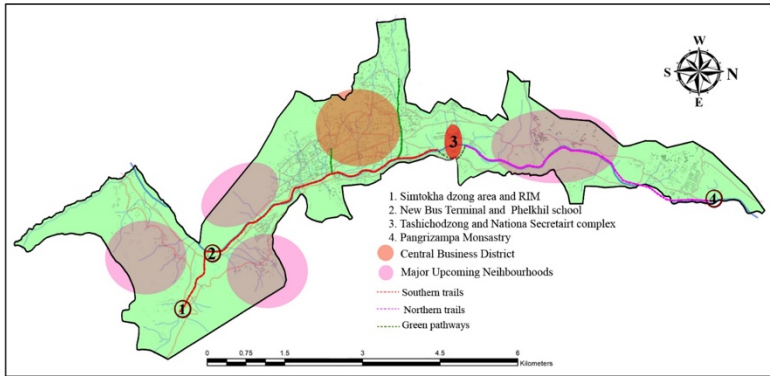 W
S N
E
3
4
2
1
1. Simtokha dzong area and RIM
2. New Bus Terminal and Phelkhil school
3. Tashichodzong and Nationa Secretairt complex
4. Pangrizampa Monsastry
Central Business District
Major Upcoming Neihbourhoods
Southern trails
Northern trails
Green pathways
0 0.75 1.5 3 4.5 6
Kilometers